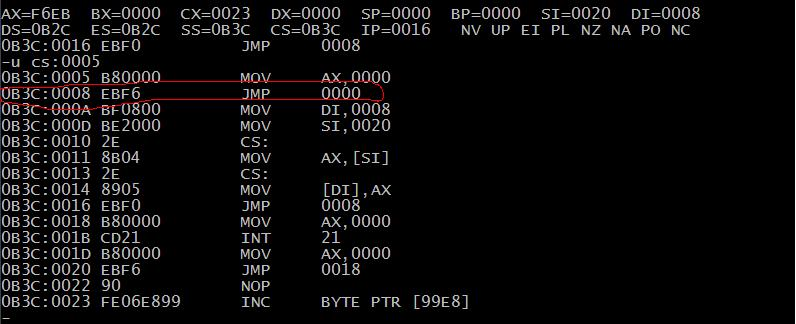 AX=F6EB  BX=0000  CX=0023  DX=0000  SP=0000  BP=0000  SI=0020  DI=0008
DS=0B2C  ES=0B2C  SS=0B3C  CS=0B3C  IP=0016   NV UP EI PL NZ NA PO NC
0B3C:0016 EBF0          JMP     0008
-u cs:0005
0B3C:0005 B80000        MOV     AX,0000
0B3C:0008 EBF6          JMP     0000
0B3C:000A BF0800        MOV     DI,0008
0B3C:000D BE2000        MOV     SI,0020
0B3C:0010 2E            CS:
0B3C:0011 8B04          MOV     AX,[SI]
0B3C:0013 2E            CS:
0B3C:0014 8905          MOV     [DI],AX
0B3C:0016 EBF0          JMP     0008
0B3C:0018 B80000        MOV     AX,0000
0B3C:001B CD21          INT     21
0B3C:001D B80000        MOV     AX,0000
0B3C:0020 EBF6          JMP     0018
0B3C:0022 90            NOP
0B3C:0023 FE06E899      INC     BYTE PTR [99E8]
-